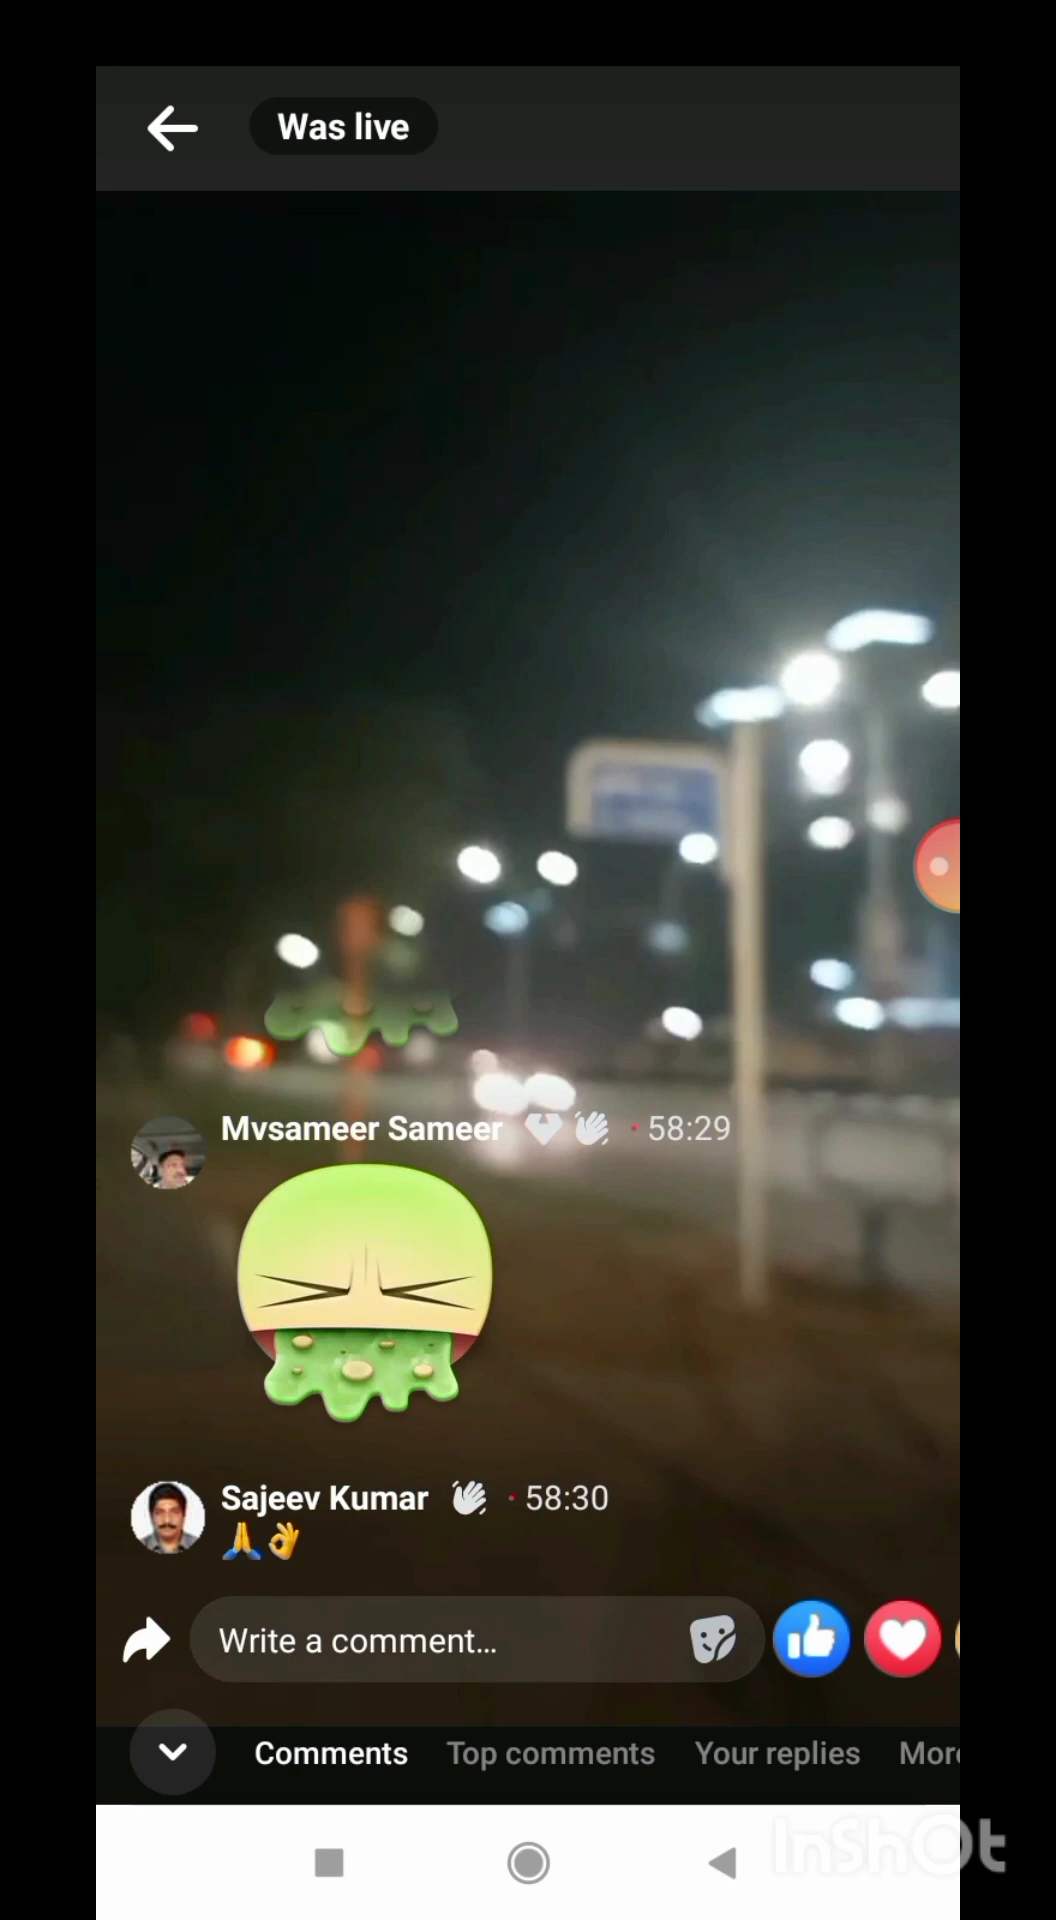 Was live
Mvsameer Sameer · 58:29
Sajeev Kumar · 58:30
🙏👌
Write a comment...
Comments Top comments Your replies
InShOt